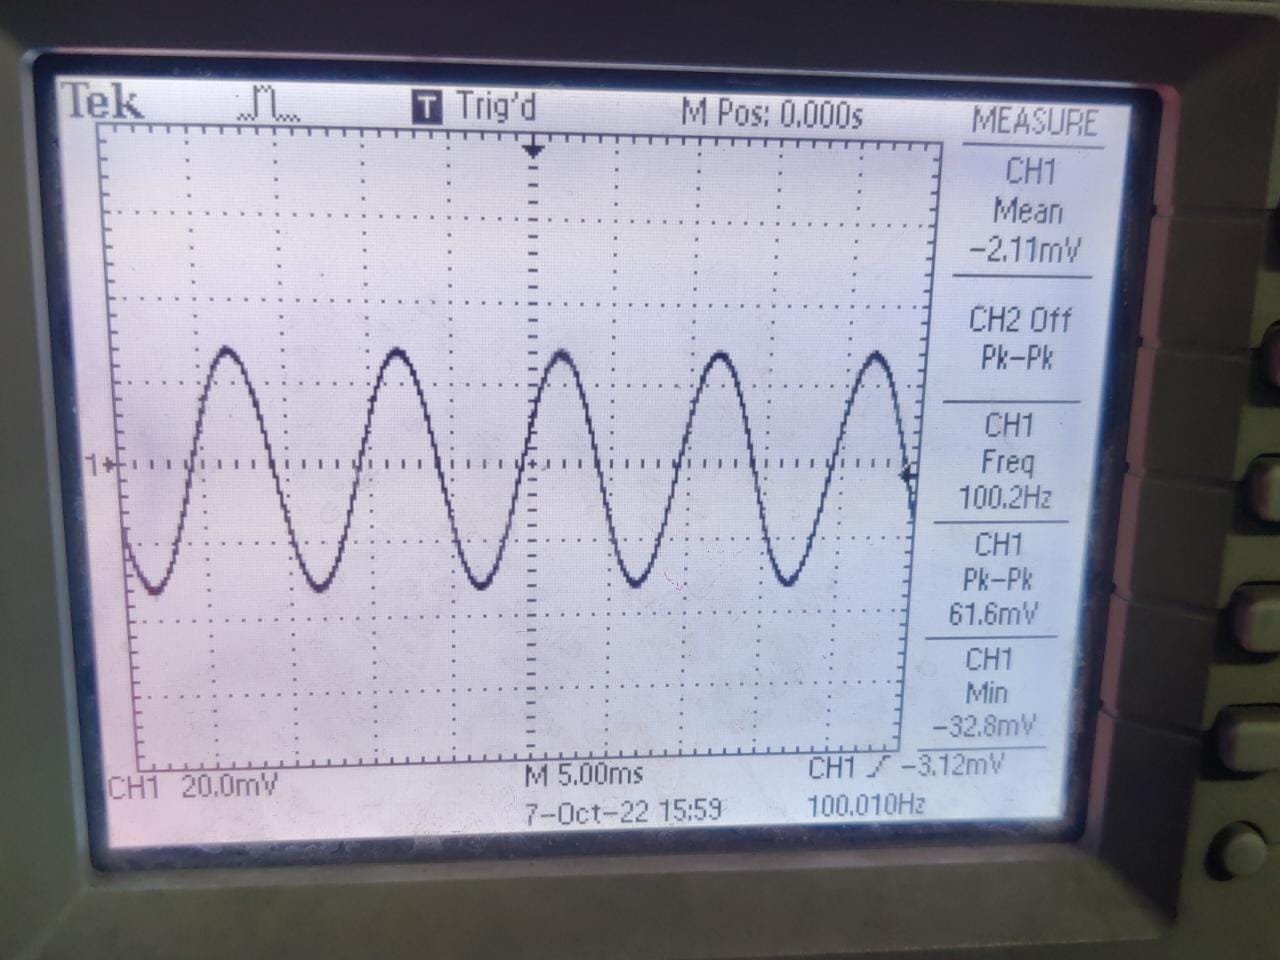 Tek T Trig'd M Pos: 0.000s MEASURE
CH1
Mean
-2.11mV
CH2 Off
Pk-Pk
CH1
Freq
100.2Hz
CH1
Pk-Pk
61.6mV
CH1
Min
-32.8mV
1
CH1 20.0mV M 5.00ms CH1 -3.12mV
7-Oct-22 15:59 100.010Hz